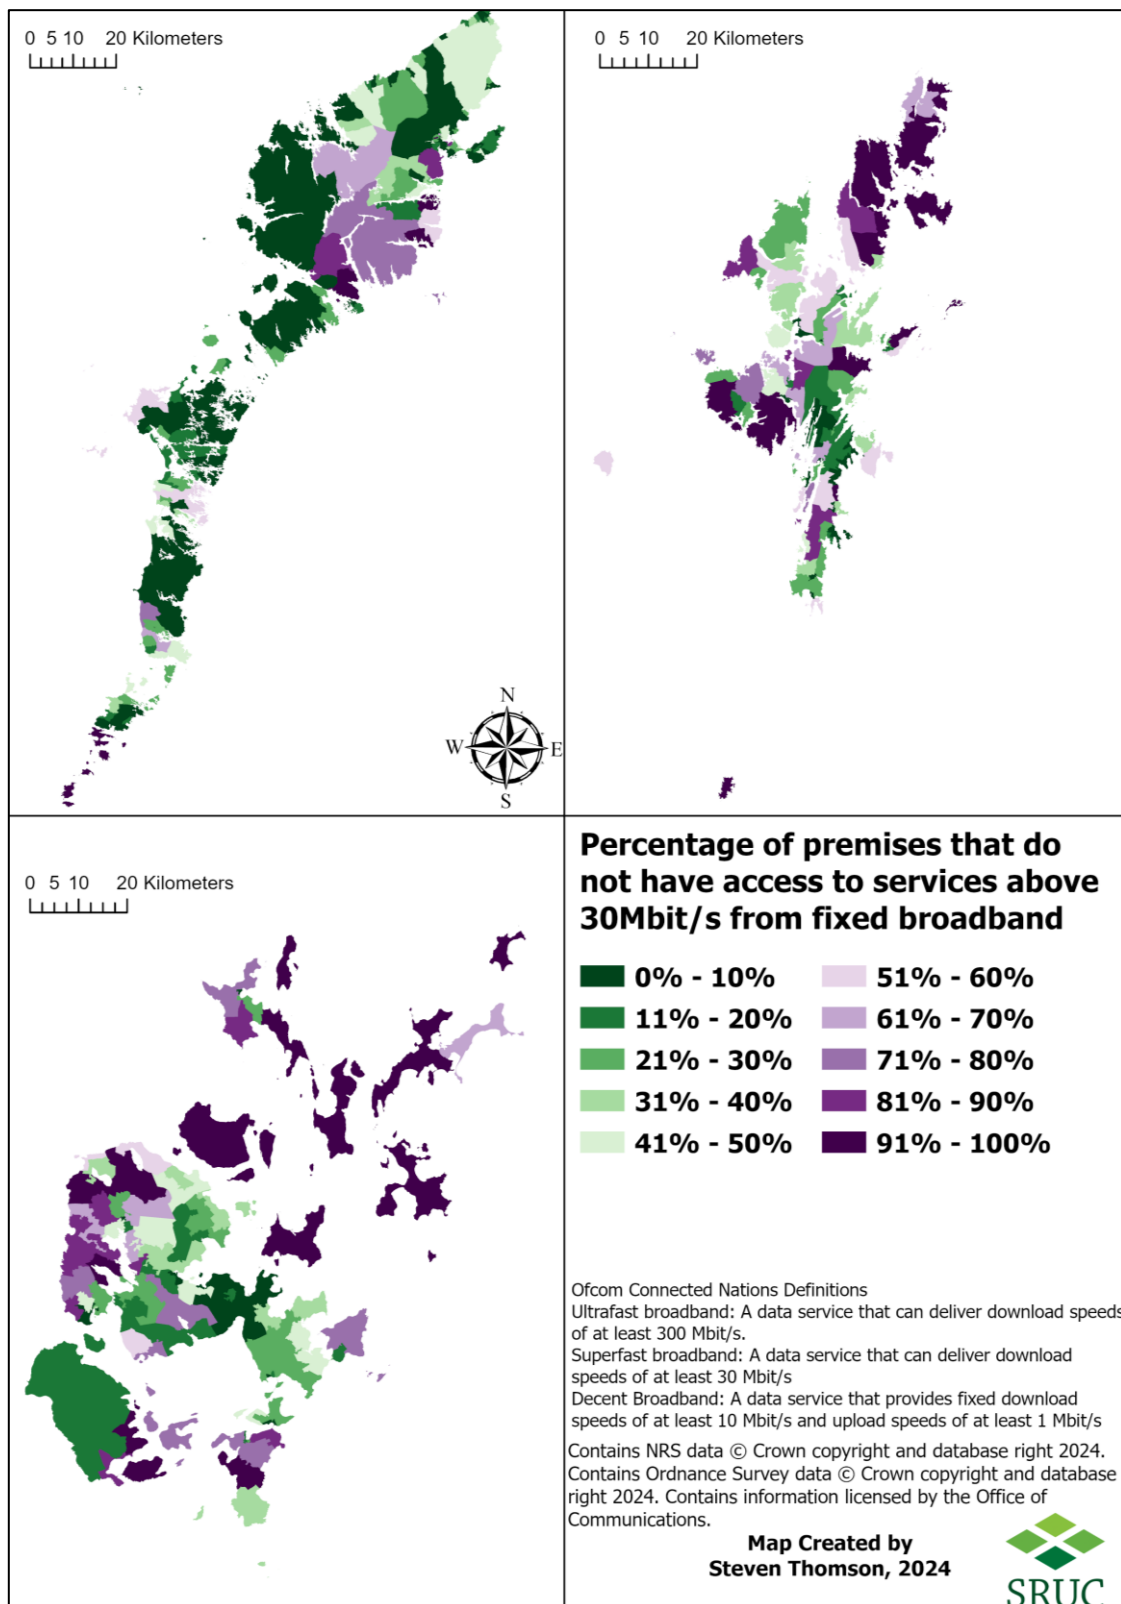 0 5 10 20 Kilometers
0 5 10 20 Kilometers
N
W E
S
0 5 10 20 Kilometers
Percentage of premises that do
not have access to services above
30Mbit/s from fixed broadband
0% - 10%
11% - 20%
21% - 30%
31% - 40%
41% - 50%
51% - 60%
61% - 70%
71% - 80%
81% - 90%
91% - 100%
Ofcom Connected Nations Definitions
Ultrafast broadband: A data service that can deliver download speeds
of at least 300 Mbit/s.
Superfast broadband: A data service that can deliver download
speeds of at least 30 Mbit/s
Decent Broadband: A data service that provides fixed download
speeds of at least 10 Mbit/s and upload speeds of at least 1 Mbit/s
Contains NRS data © Crown copyright and database right 2024.
Contains Ordnance Survey data © Crown copyright and database
right 2024. Contains information licensed by the Office of
Communications.
Map Created by
Steven Thomson, 2024
SRUC